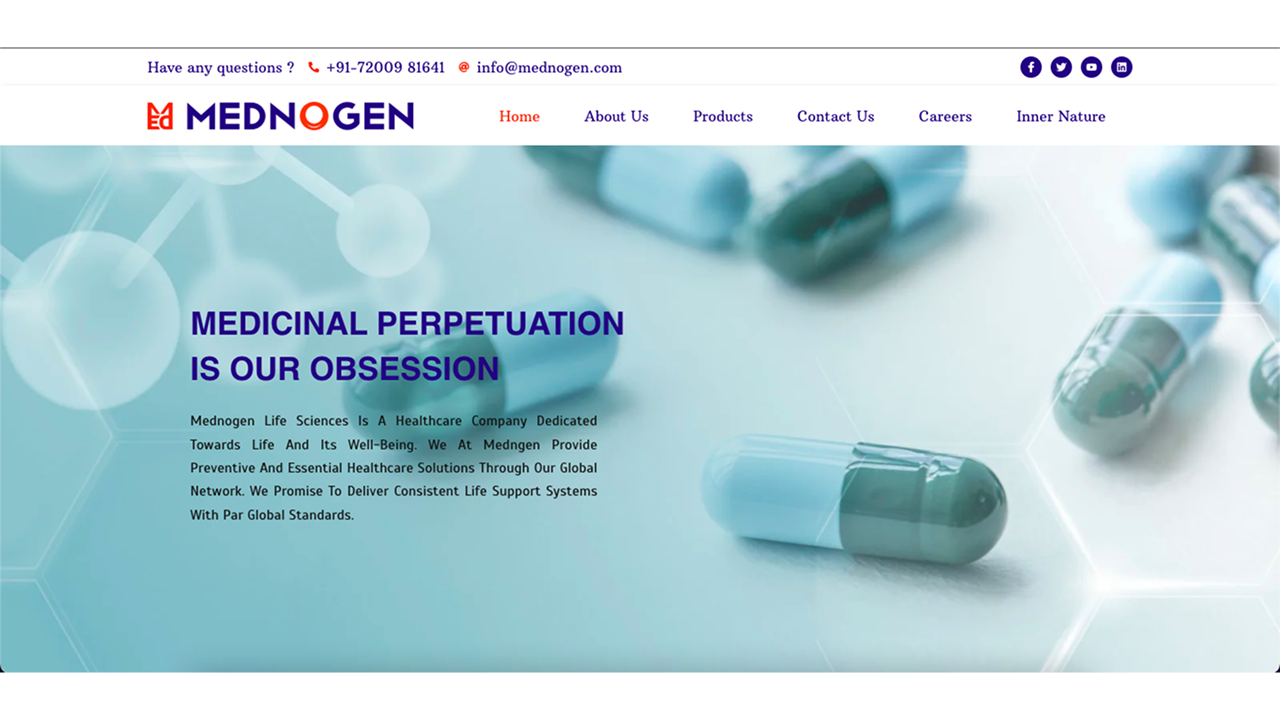 Have any questions ? +91-72009 81641 info@mednogen.com
MED MEDNOGEN
Home About Us Products Contact Us Careers Inner Nature
MEDICINAL PERPETUATION
IS OUR OBSESSION
Mednogen Life Sciences Is A Healthcare Company Dedicated
Towards Life And Its Well-Being. We At Medngen Provide
Preventive And Essential Healthcare Solutions Through Our Global
Network. We Promise To Deliver Consistent Life Support Systems
With Par Global Standards.